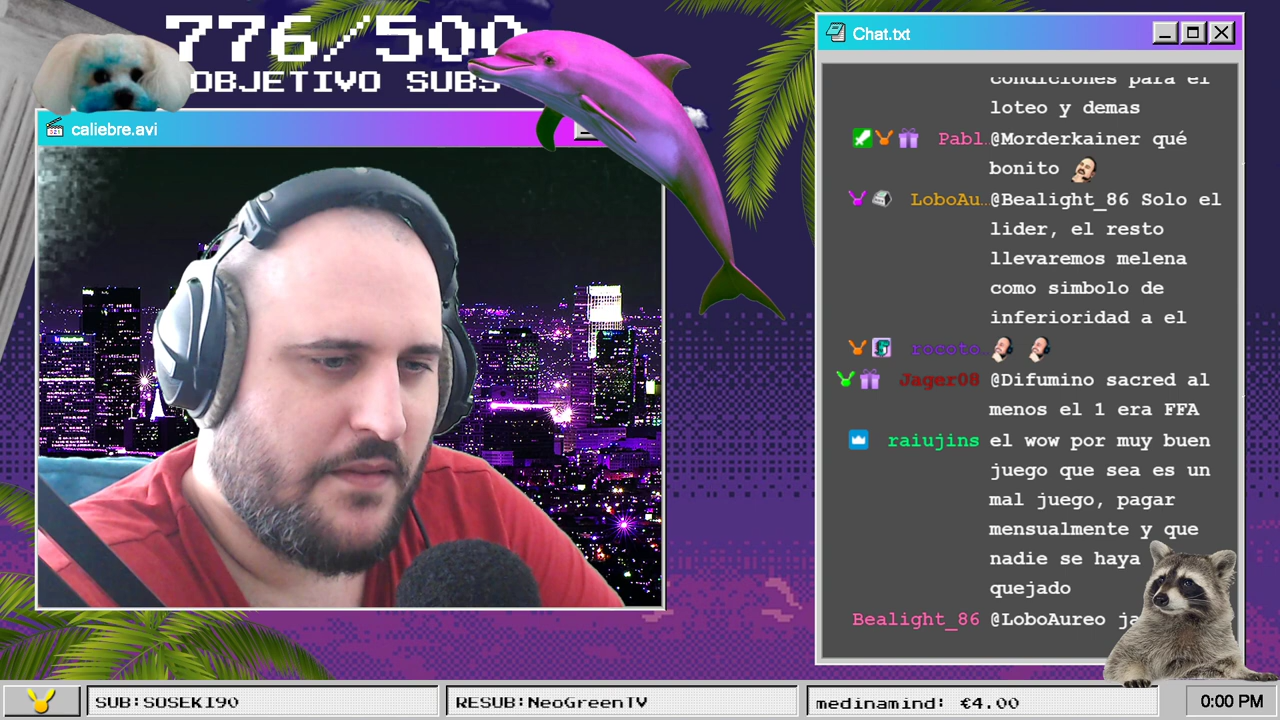 776/500
OBJETIVO SUBS
caliebre.avi
Chat.txt
condiciones para el
loteo y demas
Pabl.. @Morderkainer qué
bonito
LoboAu.. @Bealight_86 Solo el
lider, el resto
llevaremos melena
como simbolo de
inferioridad a el
rocoto..
Jager08 @Difumino sacred al
menos el 1 era FFA
raiujins el wow por muy buen
juego que sea es un
mal juego, pagar
mensualmente y que
nadie se haya
quejado
Bealight_86 @LoboAureo
SUB:SOSEKI90
RESUB:NeoGreenTV
medinamind: €4.00
0:00 PM